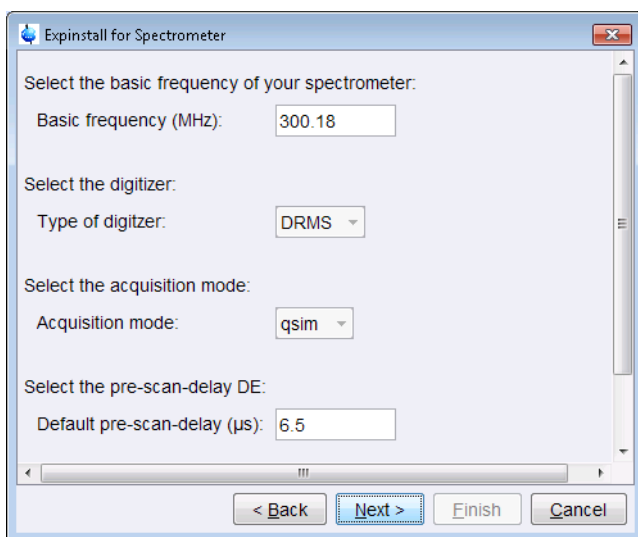 Expinstall for Spectrometer
Select the basic frequency of your spectrometer:
Basic frequency (MHz): 300.18
Select the digitizer:
Type of digitzer: DRMS
Select the acquisition mode:
Acquisition mode: qsim
Select the pre-scan-delay DE:
Default pre-scan-delay (µs): 6.5
< Back Next > Finish Cancel